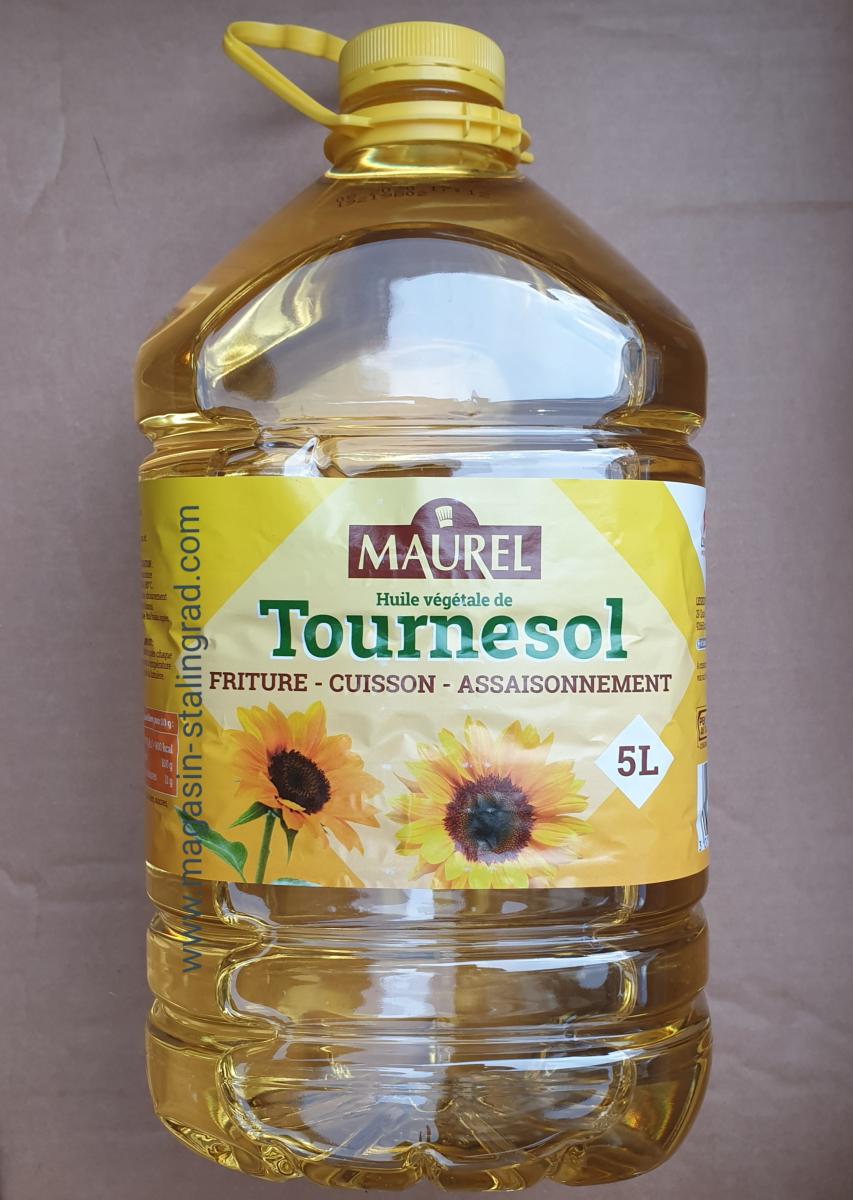 MAUREL
Huile végétale de
Tournesol
FRITURE - CUISSON - ASSAISONNEMENT
5L
www.magasin-stalingrad.com